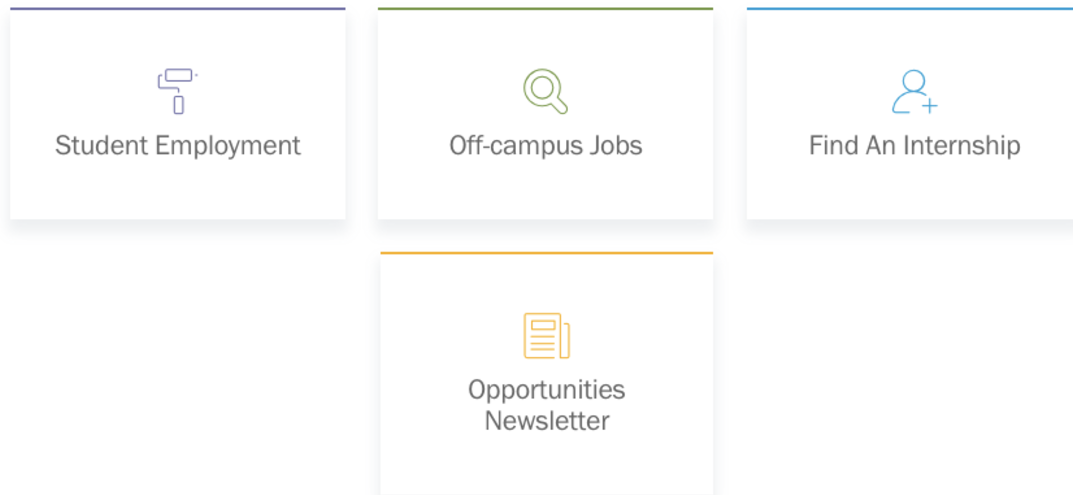 Student Employment
Off-campus Jobs
Find An Internship
Opportunities
Newsletter